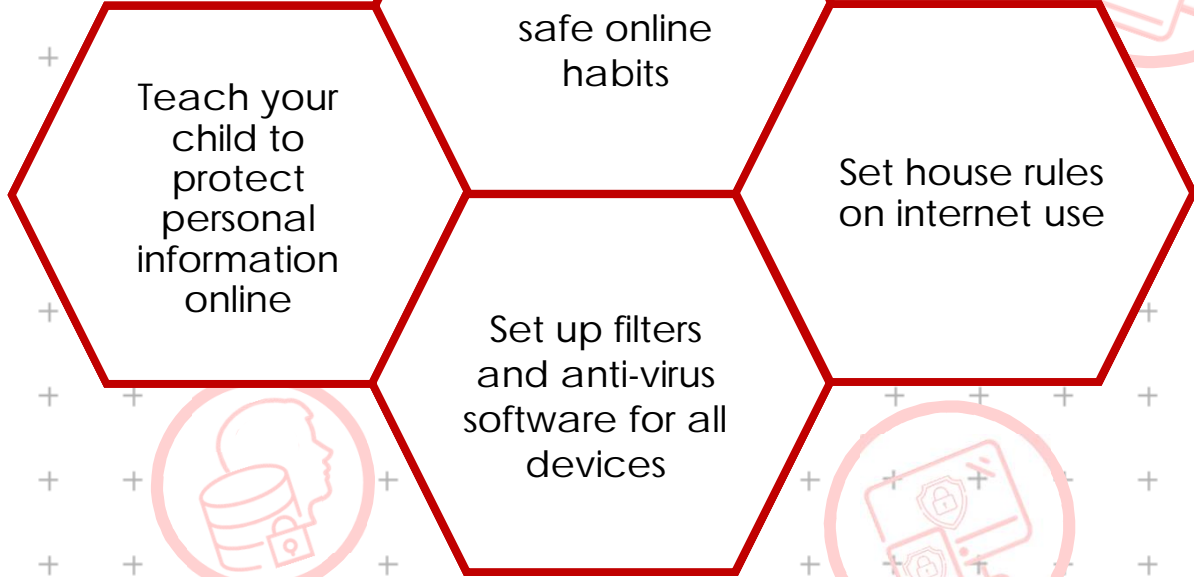 safe online
habits
Teach your
child to
protect
personal
information
online
Set house rules
on internet use
Set up filters
and anti-virus
software for all
devices